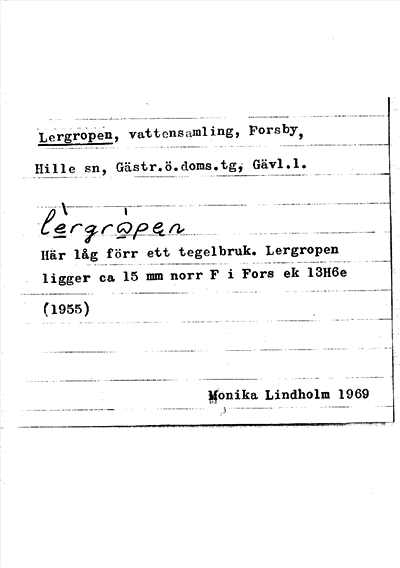 Lergropen, vattensamling, Forsby,
Hille sn, Gästr.ö.doms.tg, Gävl.l.
lèrgrøpen
Här låg förr ett tegelbruk. Lergropen
ligger ca 15 mm norr F i Fors ek 13H6e
(1955)
Monika Lindholm 1969